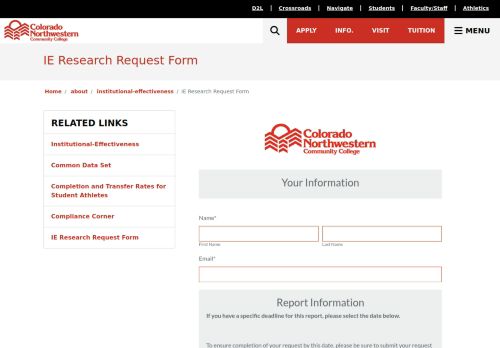 D2L | Crossroads | Navigate | Students | Faculty/Staff | Athletics
Colorado
Northwestern
Community College
APPLY INFO. VISIT TUITION MENU
IE Research Request Form
Home / about / institutional-effectiveness / IE Research Request Form
RELATED LINKS
Institutional-Effectiveness
Common Data Set
Completion and Transfer Rates for
Student Athletes
Compliance Corner
IE Research Request Form
Colorado
Northwestern
Community College
Your Information
Name*
First Name Last Name
Email*
Report Information
If you have a specific deadline for this report, please select the date below.
To ensure completion of your request by this date, please be sure to submit your request